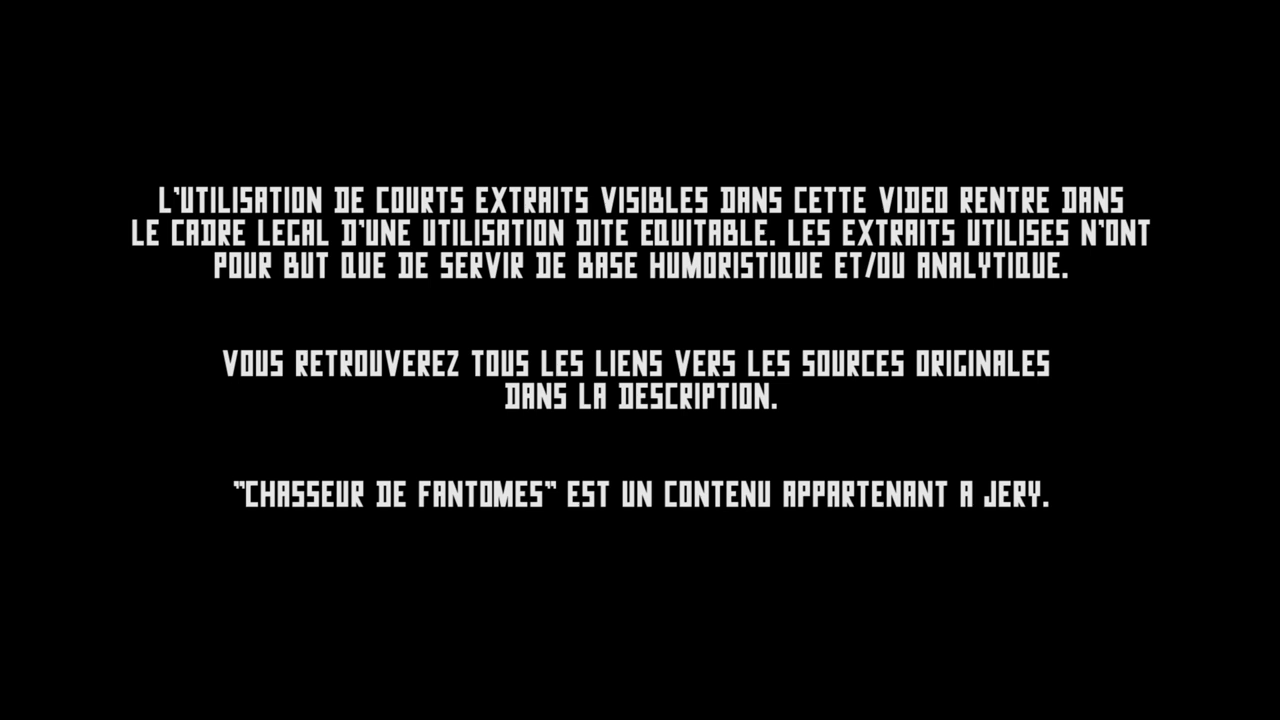 L'UTILISATION DE COURTS EXTRAITS VISIBLES DANS CETTE VIDEO RENTRE DANS
LE CADRE LEGAL D'UNE UTILISATION DITE EQUITABLE. LES EXTRAITS UTILISES N'ONT
POUR BUT QUE DE SERVIR DE BASE HUMORISTIQUE ET/OU ANALYTIQUE.
VOUS RETROUVEREZ TOUS LES LIENS VERS LES SOURCES ORIGINALES
DANS LA DESCRIPTION.
"CHASSEUR DE FANTOMES" EST UN CONTENU APPARTENANT A JERY.